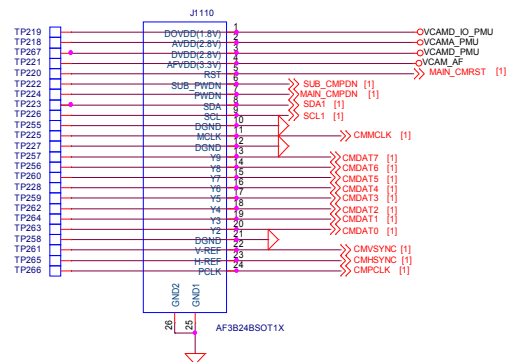 J1110
TP219 DOVDD(1.8V) 1 VCAMD_IO_PMU
TP218 AVDD(2.8V) 2 VCAMA_PMU
TP267 DVDD(2.8V) 3 VCAMD_PMU
TP221 AFVDD(3.3V) 4 VCAM_AF
TP220 RST 5 MAIN_CMRST [1]
TP222 SUB_PWDN 6 SUB_CMPDN [1]
TP224 PWDN 7 MAIN_CMPDN [1]
TP223 SDA 8 SDA1 [1]
TP226 SCL 9 SCL1 [1]
TP255 DGND 10
TP225 MCLK 11 CMMCLK [1]
TP227 DGND 12
TP257 Y9 13 CMDAT7 [1]
TP256 Y8 14 CMDAT6 [1]
TP260 Y7 15 CMDAT5 [1]
TP228 Y6 16 CMDAT4 [1]
TP259 Y5 17 CMDAT3 [1]
TP262 Y4 18 CMDAT2 [1]
TP264 Y3 19 CMDAT1 [1]
TP263 Y2 20 CMDAT0 [1]
TP258 DGND 21
TP261 V-REF 22 CMVSYNC [1]
TP265 H-REF 23 CMHSYNC [1]
TP266 PCLK 24 CMPCLK [1]
GND2 GND1
26 25
AF3B24BSOT1X